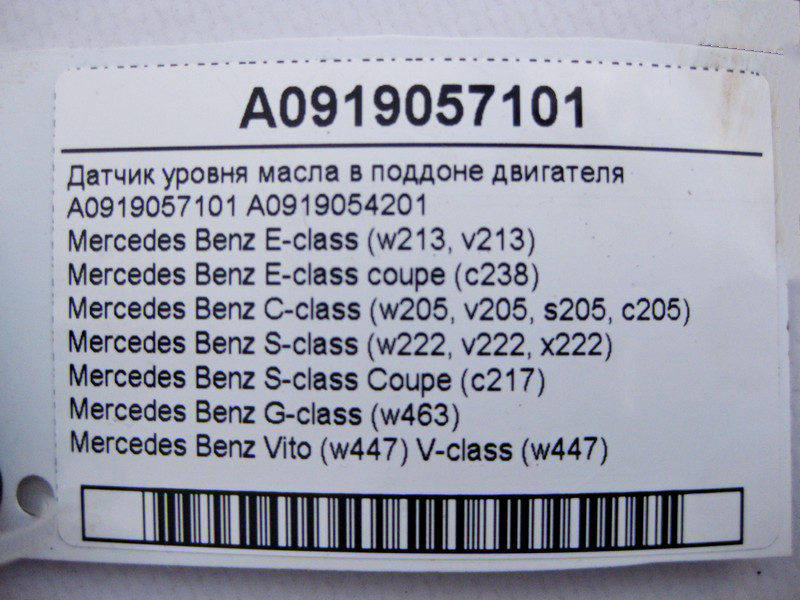 A0919057101
Датчик уровня масла в поддоне двигателя
A0919057101 A0919054201
Mercedes Benz E-class (w213, v213)
Mercedes Benz E-class coupe (c238)
Mercedes Benz C-class (w205, v205, s205, c205)
Mercedes Benz S-class (w222, v222, x222)
Mercedes Benz S-class Coupe (c217)
Mercedes Benz G-class (w463)
Mercedes Benz Vito (w447) V-class (w447)